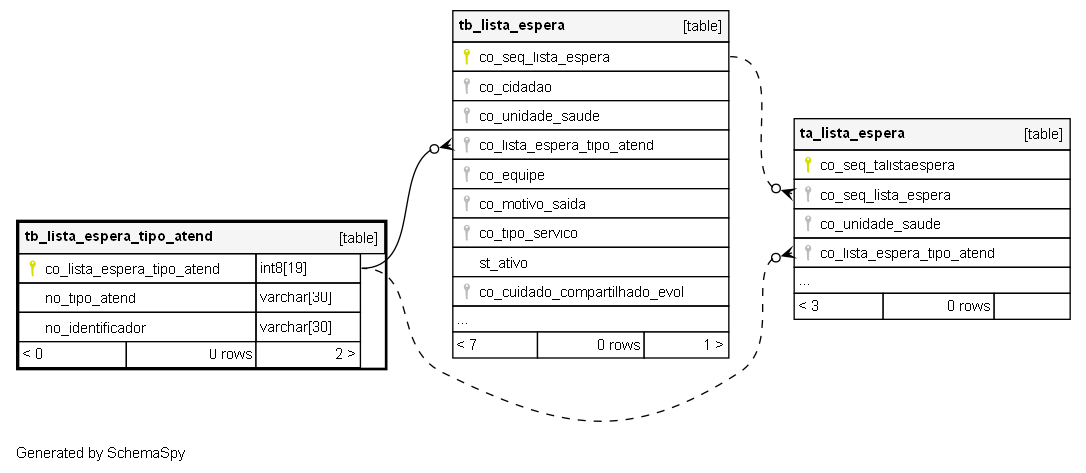 tb_lista_espera [table]
co_seq_lista_espera
co_cidadao
co_unidade_saude
co_lista_espera_tipo_atend
co_equipe
co_motivo_saida
co_tipo_servico
st_ativo
co_cuidado_compartilhado_evol
...
< 7 0 rows 1 >
ta_lista_espera [table]
co_seq_talistaespera
co_seq_lista_espera
co_unidade_saude
co_lista_espera_tipo_atend
...
< 3 0 rows
tb_lista_espera_tipo_atend [table]
co_lista_espera_tipo_atend int8[19]
no_tipo_atend varchar[30]
no_identificador varchar[30]
< 0 0 rows 2 >
Generated by SchemaSpy